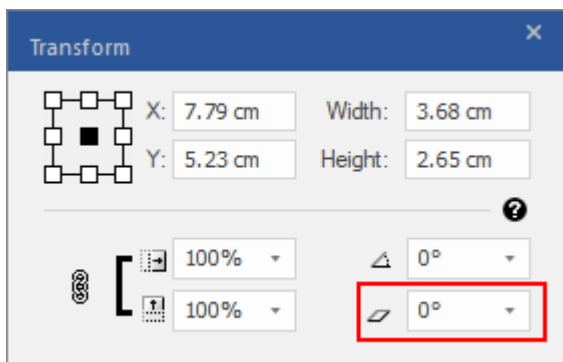 Transform
X: 7.79 cm Width: 3.68 cm
Y: 5.23 cm Height: 2.65 cm
?
100% 0°
100% 0°